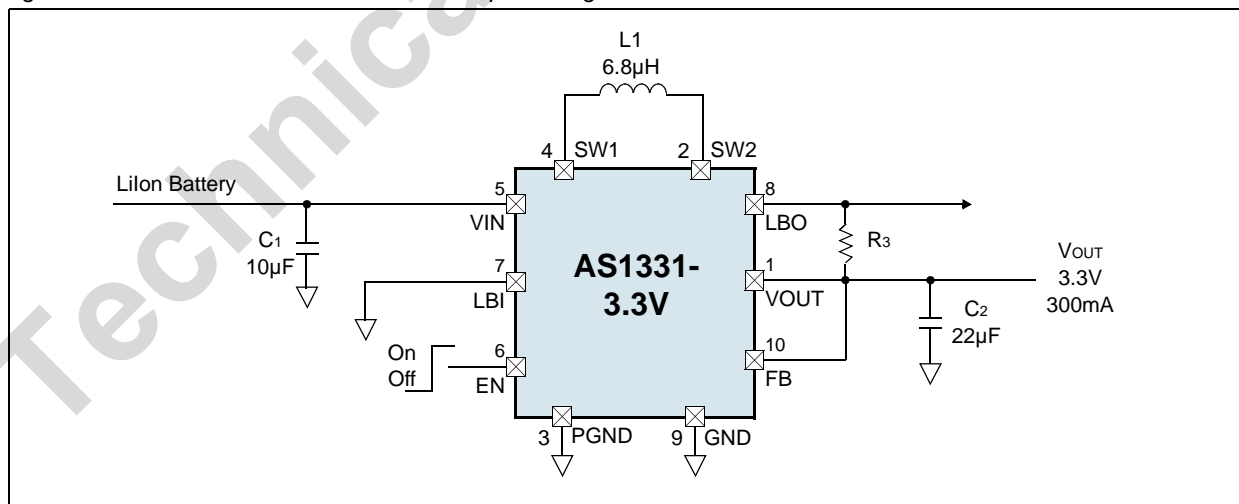 L1
6.8µH
4 SW1
2 SW2
LiIon Battery
5
VIN
8
LBO
C1
10µF
R3
7
LBI
AS1331-
3.3V
1
VOUT
VOUT
3.3V
300mA
C2
22µF
On
Off
6
EN
10
FB
3 PGND
9 GND